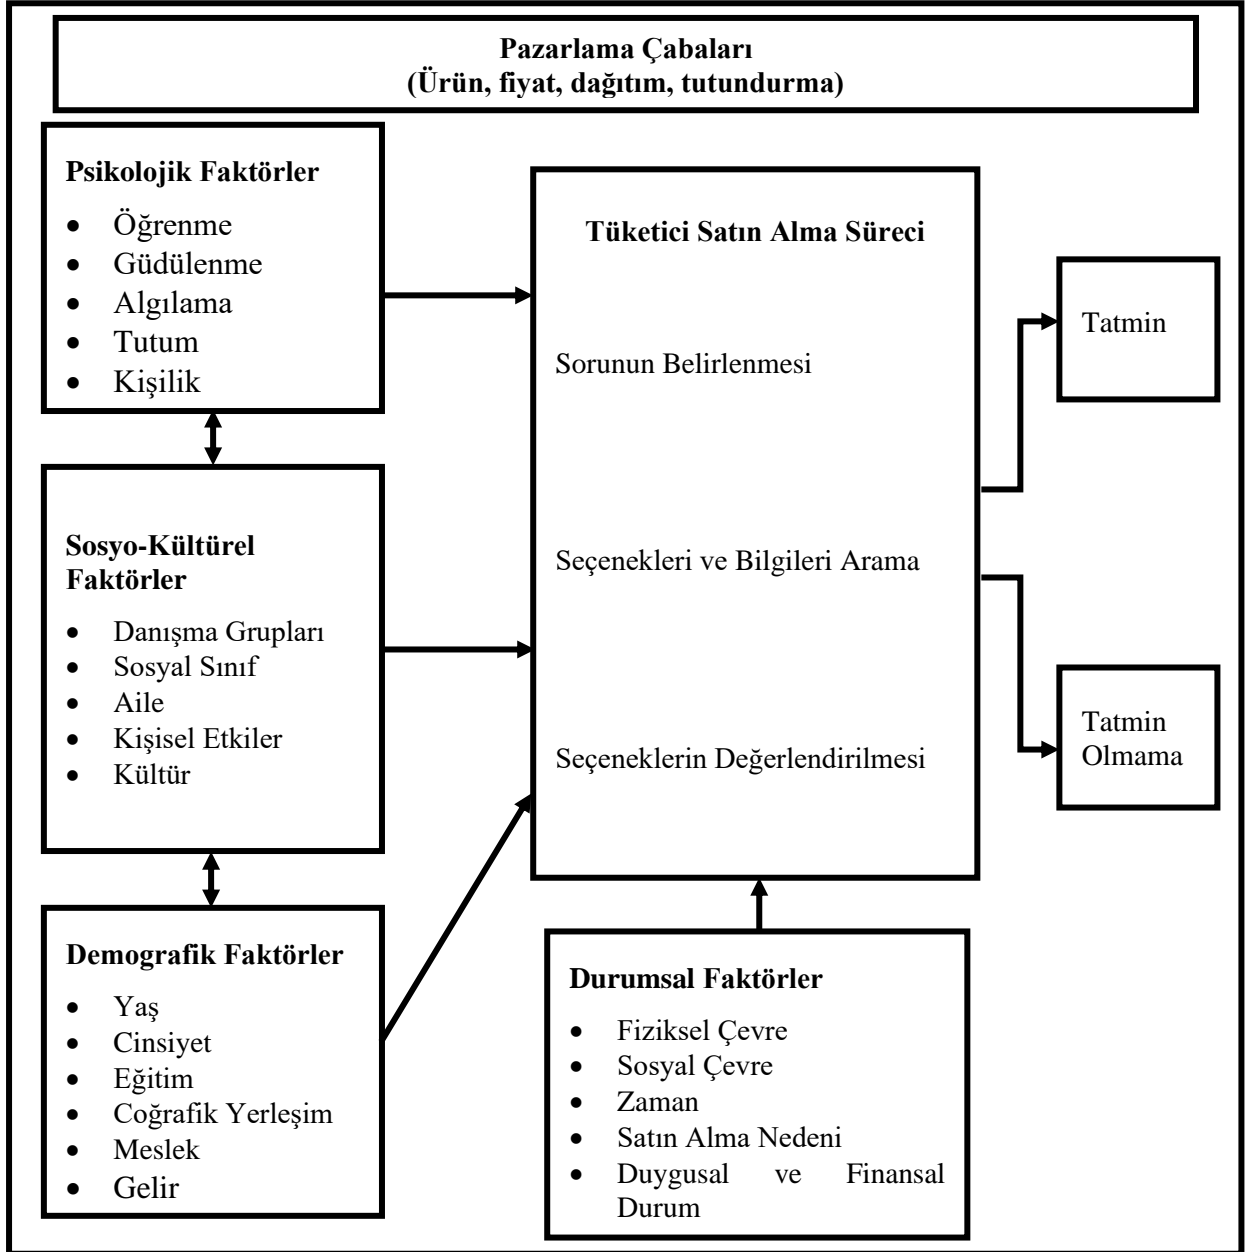 Pazarlama Çabaları
(Ürün, fiyat, dağıtım, tutundurma)
Psikolojik Faktörler
• Öğrenme
• Güdülenme
• Algılama
• Tutum
• Kişilik
Sosyo-Kültürel
Faktörler
• Danışma Grupları
• Sosyal Sınıf
• Aile
• Kişisel Etkiler
• Kültür
Demografik Faktörler
• Yaş
• Cinsiyet
• Eğitim
• Coğrafik Yerleşim
• Meslek
• Gelir
Tüketici Satın Alma Süreci
Sorunun Belirlenmesi
Seçenekleri ve Bilgileri Arama
Seçeneklerin Değerlendirilmesi
Durumsal Faktörler
• Fiziksel Çevre
• Sosyal Çevre
• Zaman
• Satın Alma Nedeni
• Duygusal ve Finansal
Durum
Tatmin
Tatmin
Olmama